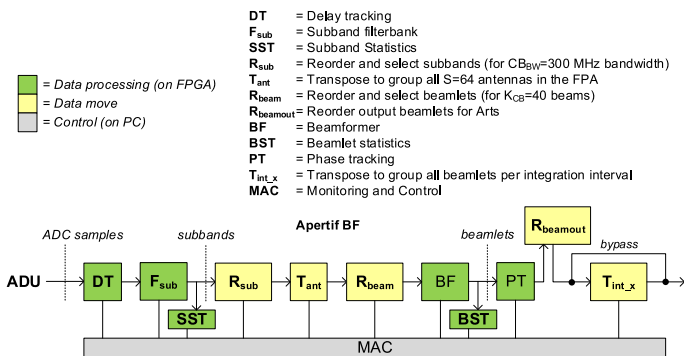 DT = Delay tracking
Fsub = Subband filterbank
SST = Subband Statistics
Rsub = Reorder and select subbands (for CBBW=300 MHz bandwidth)
Tant = Transpose to group all S=64 antennas in the FPA
Rbeam = Reorder and select beamlets (for KCB=40 beams)
Rbeamout = Reorder output beamlets for Arts
BF = Beamformer
BST = Beamlet statistics
PT = Phase tracking
Tint_x = Transpose to group all beamlets per integration interval
MAC = Monitoring and Control
= Data processing (on FPGA)
= Data move
= Control (on PC)
Apertif BF
ADC samples
subbands
beamlets
Rbeamout
bypass
ADU
DT
Fsub
Rsub
Tant
Rbeam
BF
PT
Tint_x
SST
BST
MAC